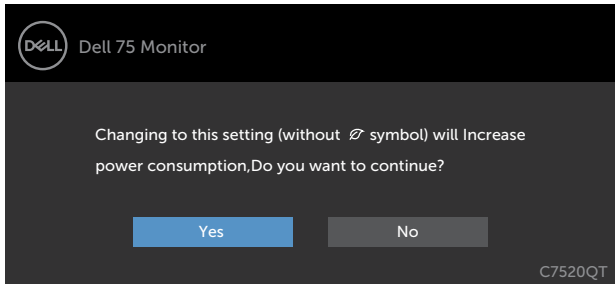 DELL Dell 75 Monitor
Changing to this setting (without symbol) will Increase
power consumption,Do you want to continue?
Yes No
C7520QT